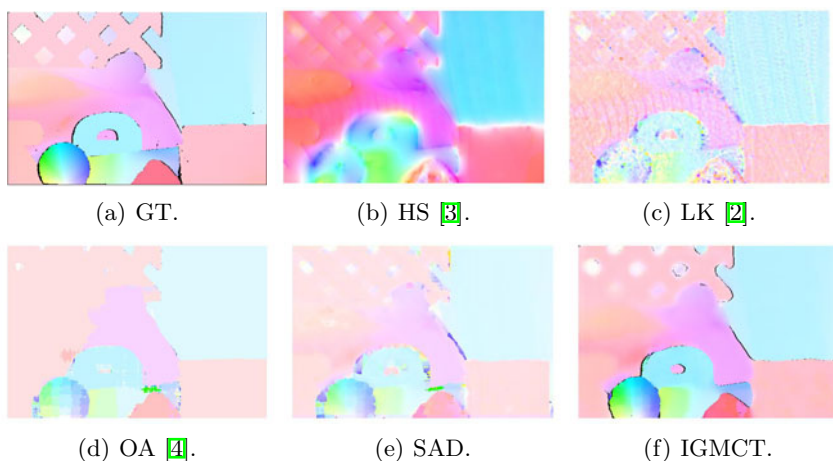 (a) GT.
(b) HS [3].
(c) LK [2].
(d) OA [4].
(e) SAD.
(f) IGMCT.